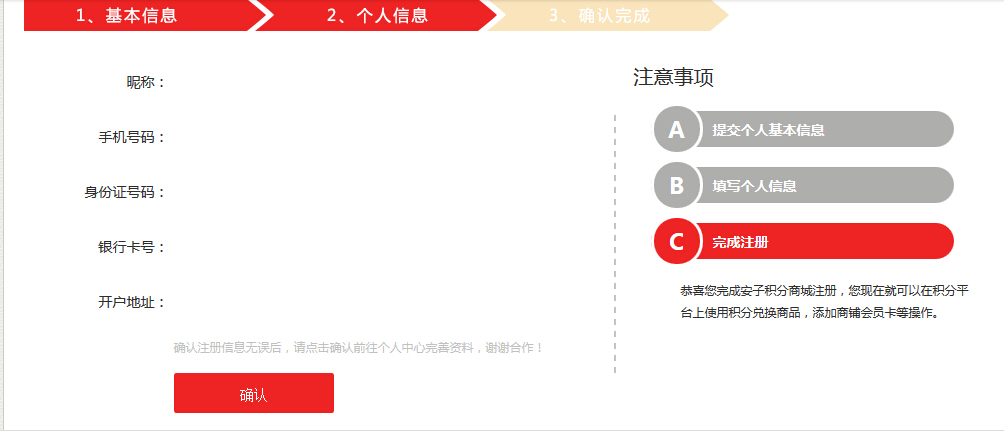 1、基本信息
2、个人信息
3、确认完成
昵称：
手机号码：
身份证号码：
银行卡号：
开户地址：
确认注册信息无误后，请点击确认前往个人中心完善资料，谢谢合作！
确认
注意事项
A 提交个人基本信息
B 填写个人信息
C 完成注册
恭喜您完成安子积分商城注册，您现在就可以在积分平
台上使用积分兑换商品，添加商铺会员卡等操作。